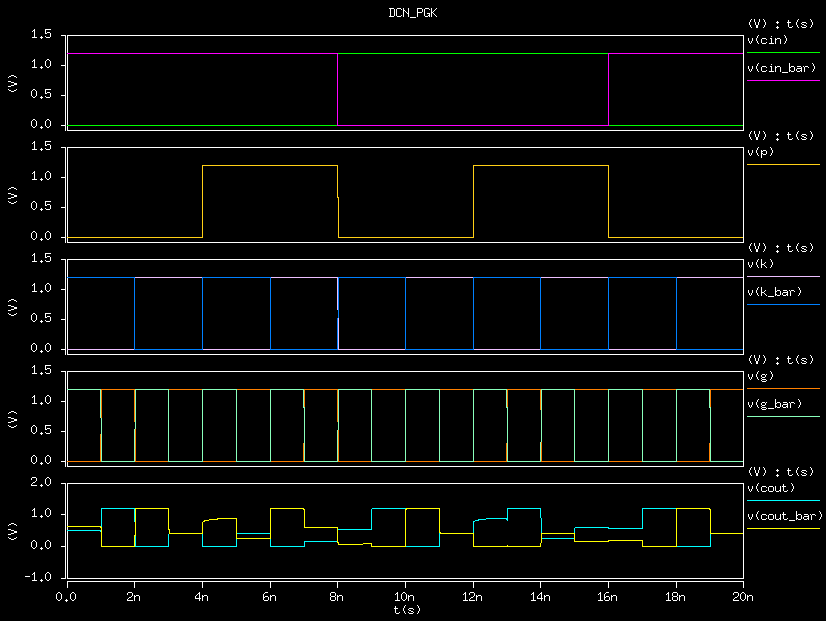 DCN_PGK
(V) : t(s)
1.5
v(cin)
1.0
v(cin_bar)
(V)
0.5
0.0
(V) : t(s)
1.5
v(p)
1.0
(V)
0.5
0.0
(V) : t(s)
1.5
v(k)
1.0
v(k_bar)
(V)
0.5
0.0
(V) : t(s)
1.5
v(g)
1.0
v(g_bar)
(V)
0.5
0.0
(V) : t(s)
2.0
v(cout)
1.0
v(cout_bar)
(V)
0.0
-1.0
0.0 2n 4n 6n 8n 10n 12n 14n 16n 18n 20n
t(s)